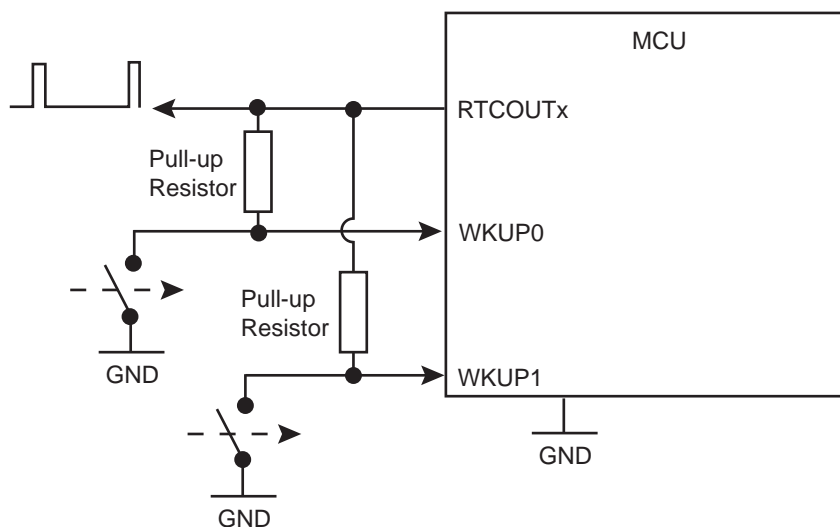 MCU
RTCOUTx
Pull-up
Resistor
WKUP0
Pull-up
Resistor
GND
WKUP1
GND
GND